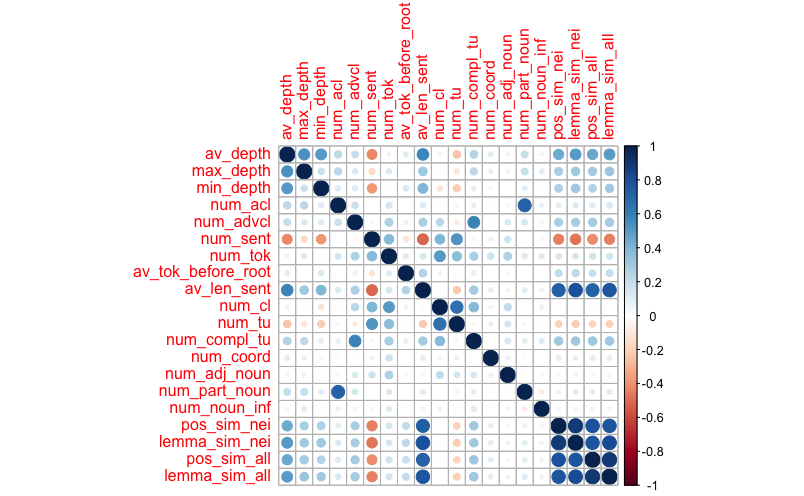 av_depth
max_depth
min_depth
num_acl
num_advcl
num_sent
num_tok
av_tok_before_root
av_len_sent
num_cl
num_tu
num_compl_tu
num_coord
num_adj_noun
num_part_noun
num_noun_inf
pos_sim_nei
lemma_sim_nei
pos_sim_all
lemma_sim_all
av_depth
max_depth
min_depth
num_acl
num_advcl
num_sent
num_tok
av_tok_before_root
av_len_sent
num_cl
num_tu
num_compl_tu
num_coord
num_adj_noun
num_part_noun
num_noun_inf
pos_sim_nei
lemma_sim_nei
pos_sim_all
lemma_sim_all
1
0.8
0.6
0.4
0.2
0
-0.2
-0.4
-0.6
-0.8
-1